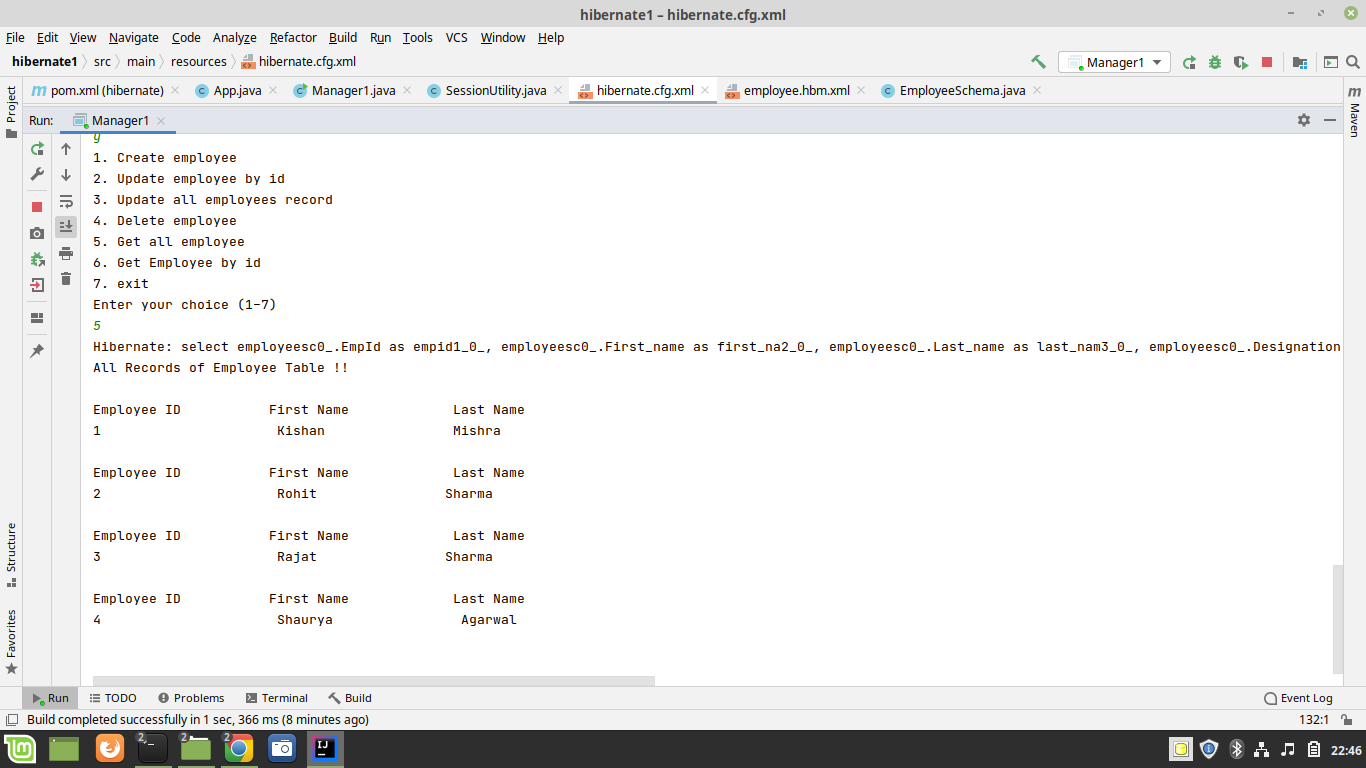 hibernate1 – hibernate.cfg.xml
File Edit View Navigate Code Analyze Refactor Build Run Tools VCS Window Help
hibernate1 src main resources hibernate.cfg.xml Manager1
pom.xml (hibernate) App.java Manager1.java SessionUtility.java hibernate.cfg.xml employee.hbm.xml EmployeeSchema.java
Project
Maven
Run: Manager1
y
1. Create employee
2. Update employee by id
3. Update all employees record
4. Delete employee
5. Get all employee
6. Get Employee by id
7. exit
Enter your choice (1-7)
5
Hibernate: select employeesc0_.EmpId as empid1_0_, employeesc0_.First_name as first_na2_0_, employeesc0_.Last_name as last_nam3_0_, employeesc0_.Designation
All Records of Employee Table !!
Employee ID First Name Last Name
1 Kishan Mishra
Employee ID First Name Last Name
2 Rohit Sharma
Employee ID First Name Last Name
3 Rajat Sharma
Employee ID First Name Last Name
4 Shaurya Agarwal
Structure
Favorites
Run TODO Problems Terminal Build Event Log
Build completed successfully in 1 sec, 366 ms (8 minutes ago) 132:1
2 2 2 IJ 22:46